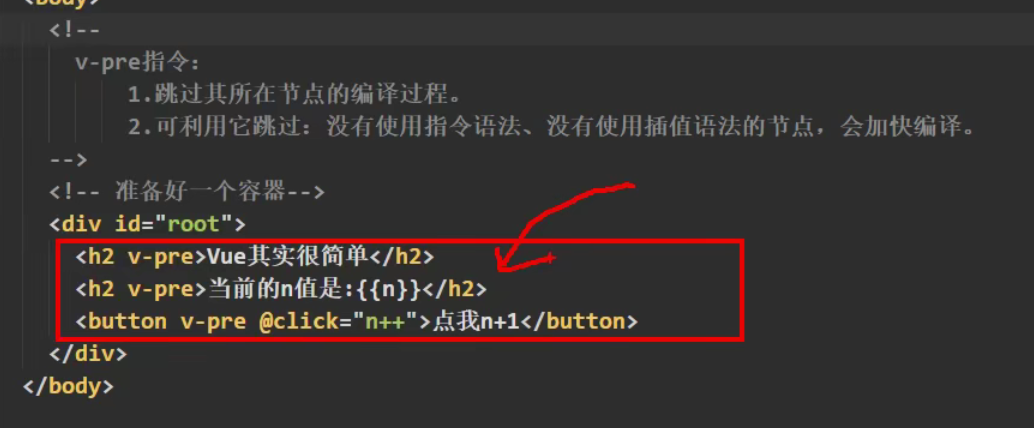 <body>
<!--
v-pre指令：
1.跳过其所在节点的编译过程。
2.可利用它跳过：没有使用指令语法、没有使用插值语法的节点，会加快编译。
-->
<!-- 准备好一个容器-->
<div id="root">
<h2 v-pre>Vue其实很简单</h2>
<h2 v-pre>当前的n值是:{{n}}</h2>
<button v-pre @click="n++">点我n+1</button>
</div>
</body>